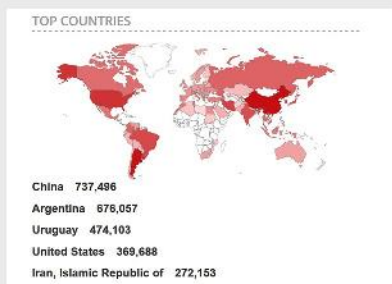 TOP COUNTRIES
China 737,496
Argentina 676,057
Uruguay 474,103
United States 369,688
Iran, Islamic Republic of 272,153